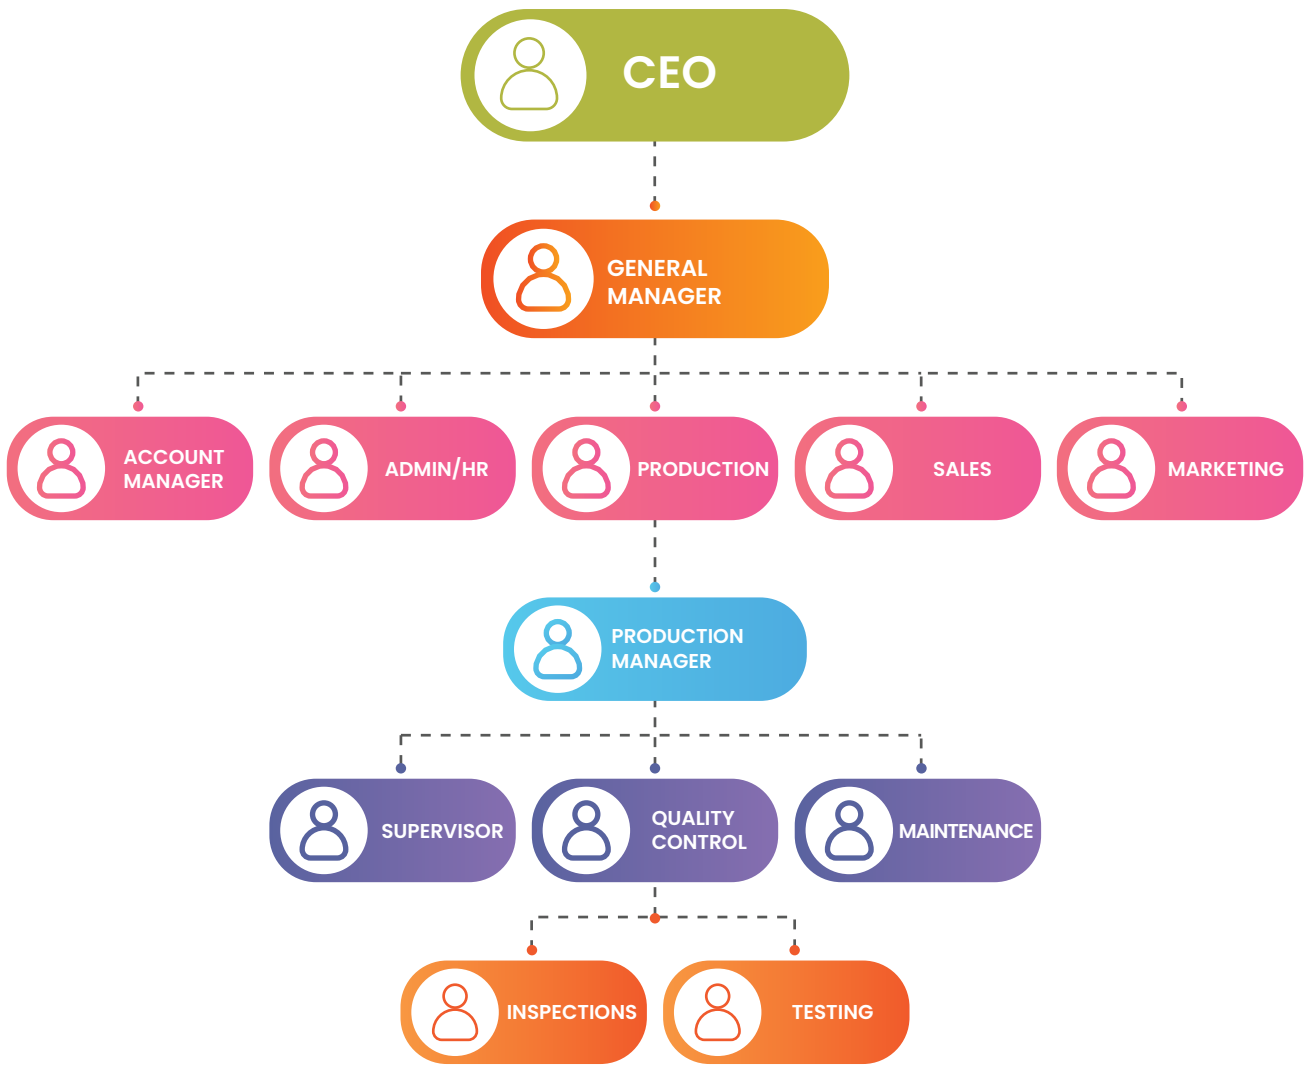 CEO
GENERAL
MANAGER
ACCOUNT
MANAGER
ADMIN/HR
PRODUCTION
SALES
MARKETING
PRODUCTION
MANAGER
SUPERVISOR
QUALITY
CONTROL
MAINTENANCE
INSPECTIONS
TESTING